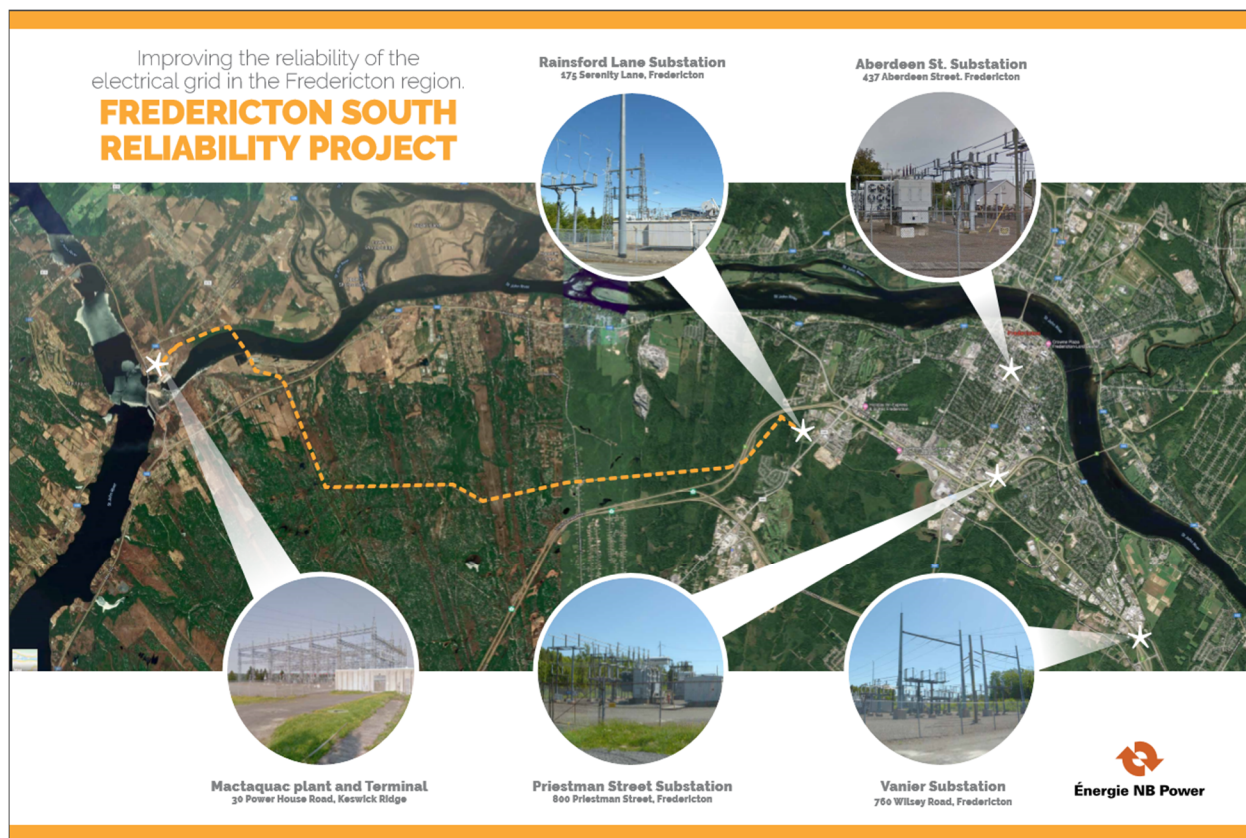 Improving the reliability of the
electrical grid in the Fredericton region.
FREDERICTON SOUTH
RELIABILITY PROJECT
Rainsford Lane Substation
175 Serenity Lane, Fredericton
Aberdeen St. Substation
437 Aberdeen Street. Fredericton
Mactaquac plant and Terminal
30 Power House Road, Keswick Ridge
Priestman Street Substation
800 Priestman Street, Fredericton
Vanier Substation
760 Wilsey Road, Fredericton
Énergie NB Power